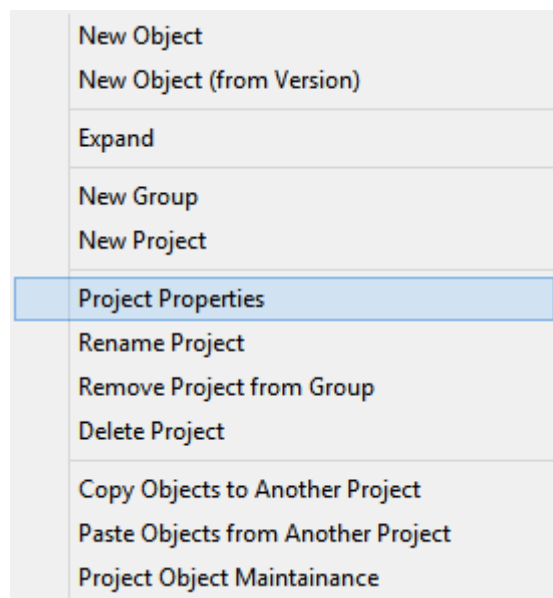 New Object
New Object (from Version)
Expand
New Group
New Project
Project Properties
Rename Project
Remove Project from Group
Delete Project
Copy Objects to Another Project
Paste Objects from Another Project
Project Object Maintainance